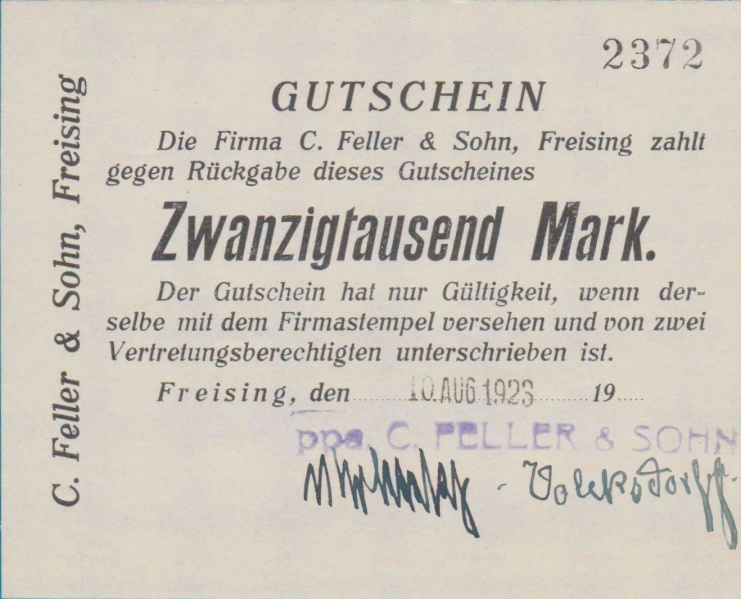 2372
GUTSCHEIN
Die Firma C. Feller & Sohn, Freising zahlt
gegen Rückgabe dieses Gutscheines
Zwanzigtausend Mark.
Der Gutschein hat nur Gültigkeit, wenn der-
selbe mit dem Firmastempel versehen und von zwei
Vertretungsberechtigten unterschrieben ist.
Freising, den 10.AUG.1923 19
ppa. C. FELLER & SOHN
C. Feller & Sohn, Freising